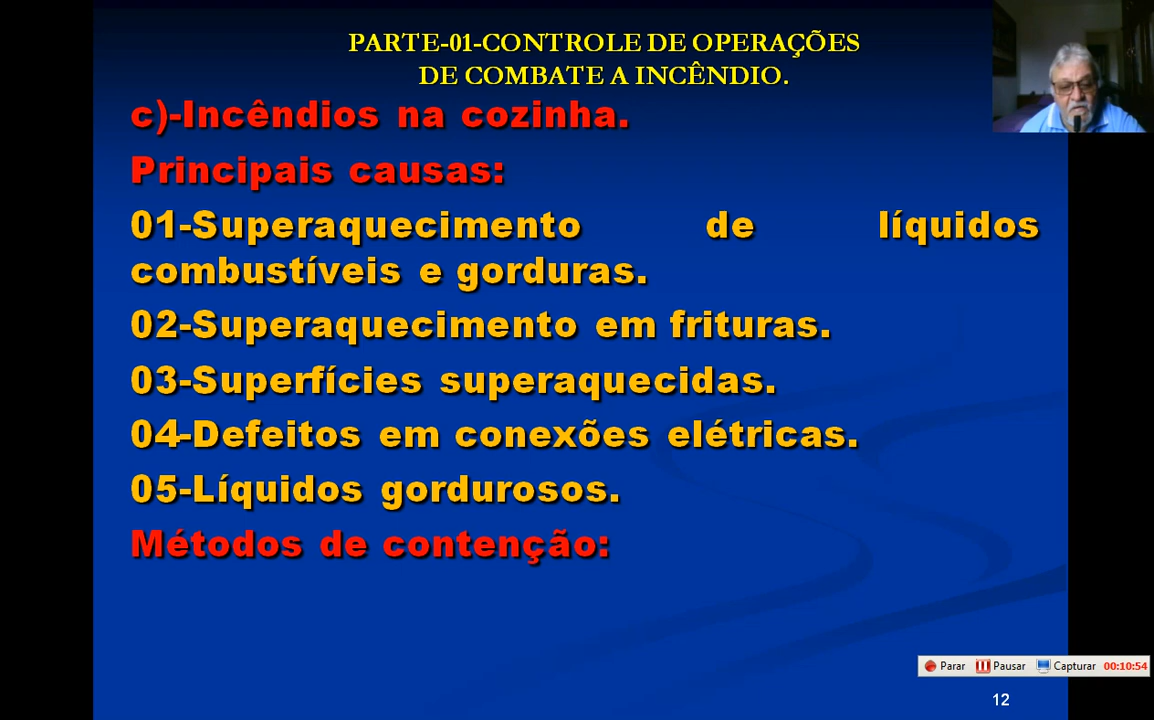 PARTE-01-CONTROLE DE OPERAÇÕES
DE COMBATE A INCÊNDIO.
c)-Incêndios na cozinha.
Principais causas:
01-Superaquecimento de líquidos
combustíveis e gorduras.
02-Superaquecimento em frituras.
03-Superfícies superaquecidas.
04-Defeitos em conexões elétricas.
05-Líquidos gordurosos.
Métodos de contenção:
Parar Pausar Capturar 00:10:54
12